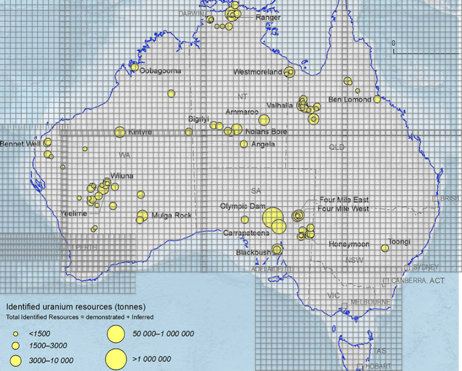 DARWIN
Ranger
Oobagooma
Westmoreland
NT
Valhalla
Ben Lomond
Ammaroo
Bigrlyi
Nolans Bore
Kintyre
Bennet Well
Angela
QLD
WA
Wiluna
SA
Four Mile East
Olympic Dam
Four Mile West
Yeelirrie
Mulga Rock
Carrapateena
Honeymoon
Toongi
PERTH
Blackbush
NSW
ADELAIDE
SYDNEY
CANBERRA, ACT
VIC
MELBOURNE
Identified uranium resources (tonnes)
Total Identified Resources = demonstrated + Inferred
<1500
50 000–1 000 000
1500–3000
3000–10 000
>1 000 000
TAS
HOBART
0